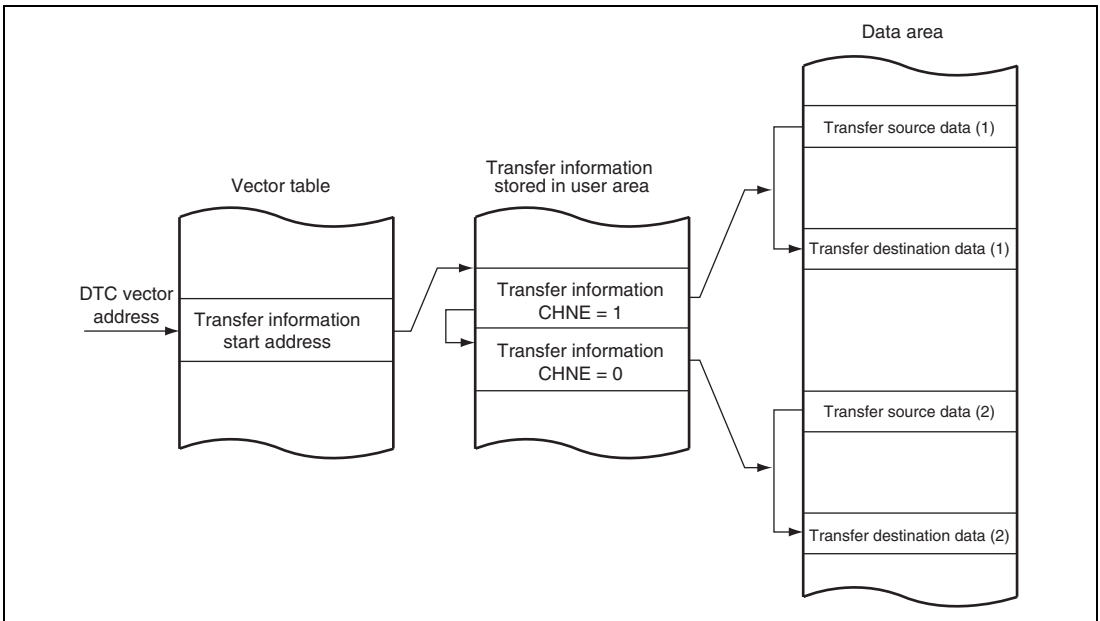 Data area
Transfer source data (1)
Transfer information
stored in user area
Vector table
Transfer destination data (1)
DTC vector
address
Transfer information
start address
Transfer information
CHNE = 1
Transfer information
CHNE = 0
Transfer source data (2)
Transfer destination data (2)